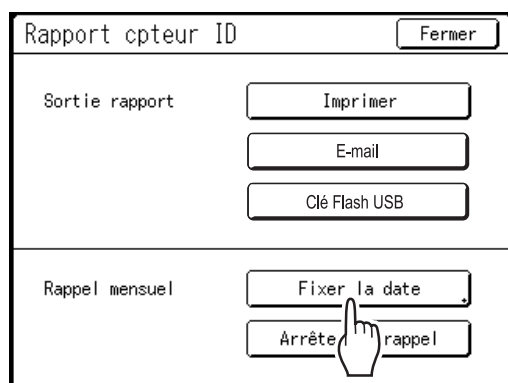 Rapport cpteur ID
Fermer
Sortie rapport
Imprimer
E-mail
Clé Flash USB
Rappel mensuel
Fixer la date
Arrête rappel